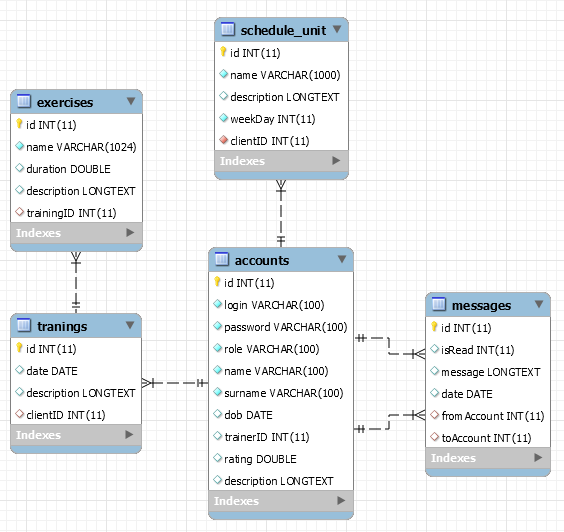 schedule_unit
id INT(11)
name VARCHAR(1000)
description LONGTEXT
weekDay INT(11)
clientID INT(11)
Indexes
exercises
id INT(11)
name VARCHAR(1024)
duration DOUBLE
description LONGTEXT
trainingID INT(11)
Indexes
accounts
id INT(11)
login VARCHAR(100)
password VARCHAR(100)
role VARCHAR(100)
name VARCHAR(100)
surname VARCHAR(100)
dob DATE
trainerID INT(11)
rating DOUBLE
description LONGTEXT
Indexes
tranings
id INT(11)
date DATE
description LONGTEXT
clientID INT(11)
Indexes
messages
id INT(11)
isRead INT(11)
message LONGTEXT
date DATE
fromAccount INT(11)
toAccount INT(11)
Indexes